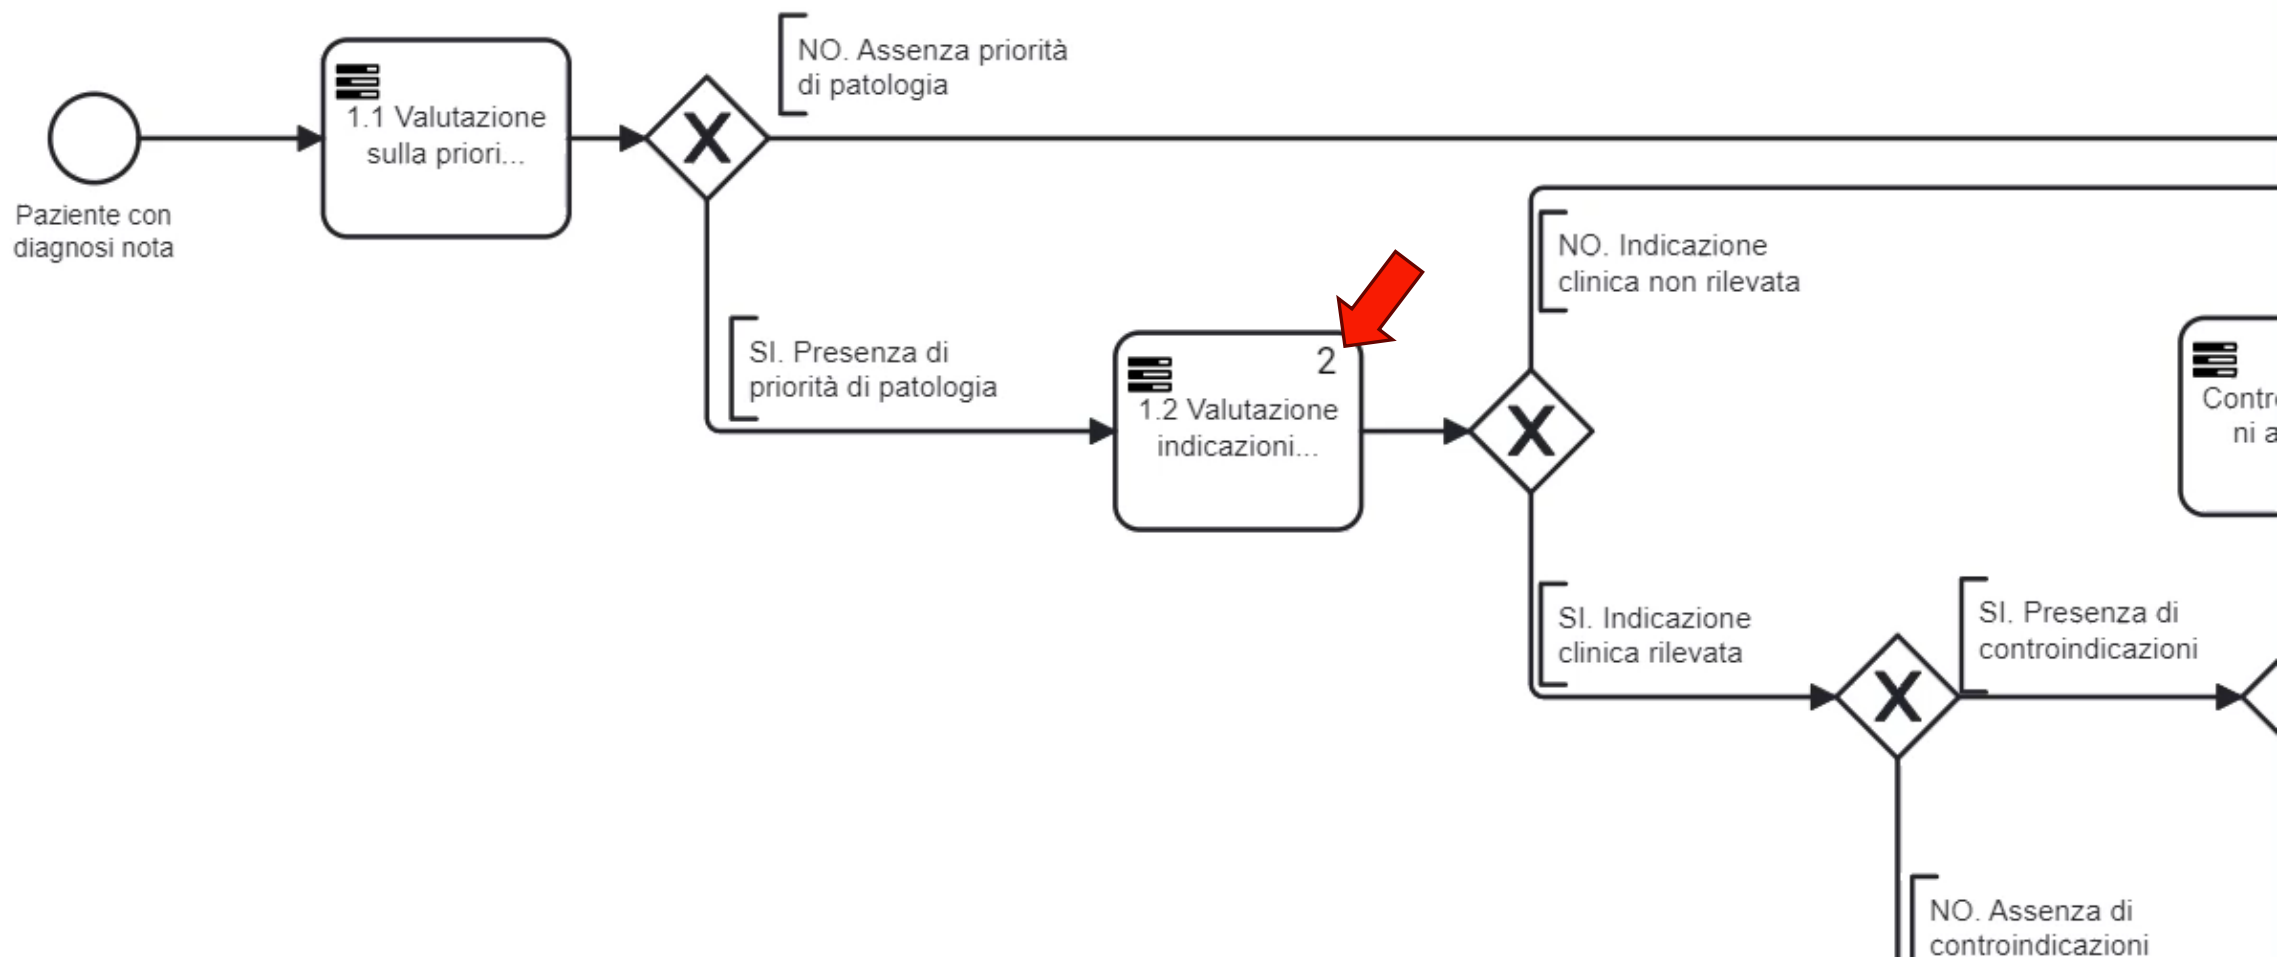 NO. Assenza priorità
di patologia
1.1 Valutazione
sulla priori...
X
Paziente con
diagnosi nota
NO. Indicazione
clinica non rilevata
SI. Presenza di
priorità di patologia
2
1.2 Valutazione
indicazioni...
X
Contr
ni a
SI. Indicazione
clinica rilevata
SI. Presenza di
controindicazioni
X
NO. Assenza di
controindicazioni